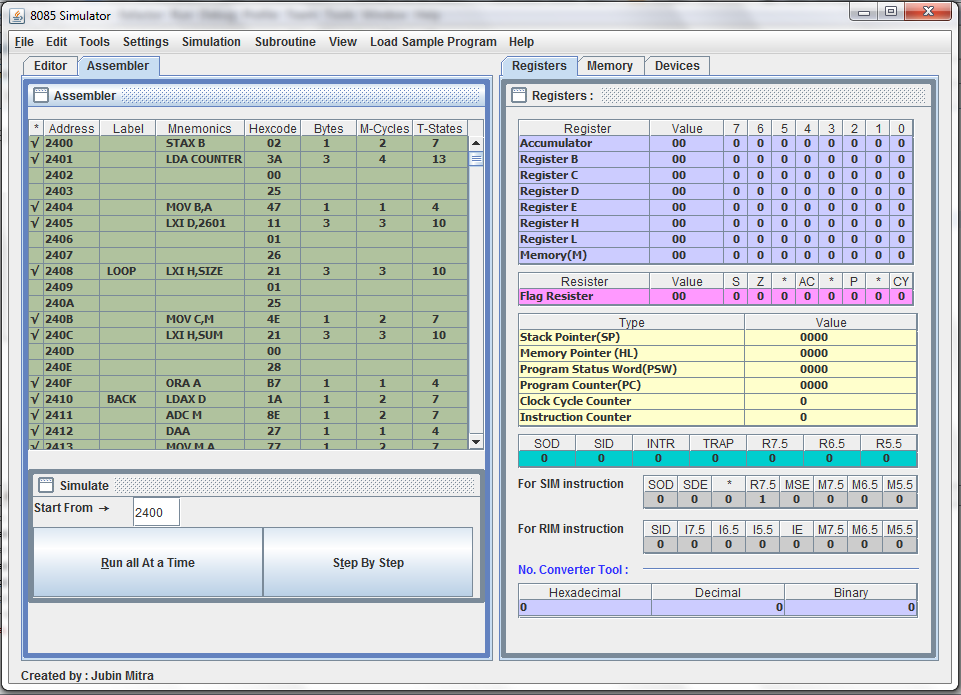 8085 Simulator
File Edit Tools Settings Simulation Subroutine View Load Sample Program Help
Editor Assembler
Assembler
* Address Label Mnemonics Hexcode Bytes M-Cycles T-States
√ 2400 STAX B 02 1 2 7
√ 2401 LDA COUNTER 3A 3 4 13
2402 00
2403 25
√ 2404 MOV B,A 47 1 1 4
√ 2405 LXI D,2601 11 3 3 10
2406 01
2407 26
√ 2408 LOOP LXI H,SIZE 21 3 3 10
2409 01
240A 25
√ 240B MOV C,M 4E 1 2 7
√ 240C LXI H,SUM 21 3 3 10
240D 00
240E 28
√ 240F ORA A B7 1 1 4
√ 2410 BACK LDAX D 1A 1 2 7
√ 2411 ADC M 8E 1 2 7
√ 2412 DAA 27 1 1 4
√ 2413 MOV M,A 77 1 2 7
Simulate
Start From → 2400
Run all At a Time Step By Step
Created by : Jubin Mitra
Registers Memory Devices
Registers :
Register Value 7 6 5 4 3 2 1 0
Accumulator 00 0 0 0 0 0 0 0 0
Register B 00 0 0 0 0 0 0 0 0
Register C 00 0 0 0 0 0 0 0 0
Register D 00 0 0 0 0 0 0 0 0
Register E 00 0 0 0 0 0 0 0 0
Register H 00 0 0 0 0 0 0 0 0
Register L 00 0 0 0 0 0 0 0 0
Memory(M) 00 0 0 0 0 0 0 0 0
Resister Value S Z * AC * P * CY
Flag Resister 00 0 0 0 0 0 0 0 0
Type Value
Stack Pointer(SP) 0000
Memory Pointer (HL) 0000
Program Status Word(PSW) 0000
Program Counter(PC) 0000
Clock Cycle Counter 0
Instruction Counter 0
SOD SID INTR TRAP R7.5 R6.5 R5.5
0 0 0 0 0 0 0
For SIM instruction SOD SDE * R7.5 MSE M7.5 M6.5 M5.5
0 0 0 1 0 0 0 0
For RIM instruction SID I7.5 I6.5 I5.5 IE M7.5 M6.5 M5.5
0 0 0 0 0 0 0 0
No. Converter Tool :
Hexadecimal Decimal Binary
0 0 0